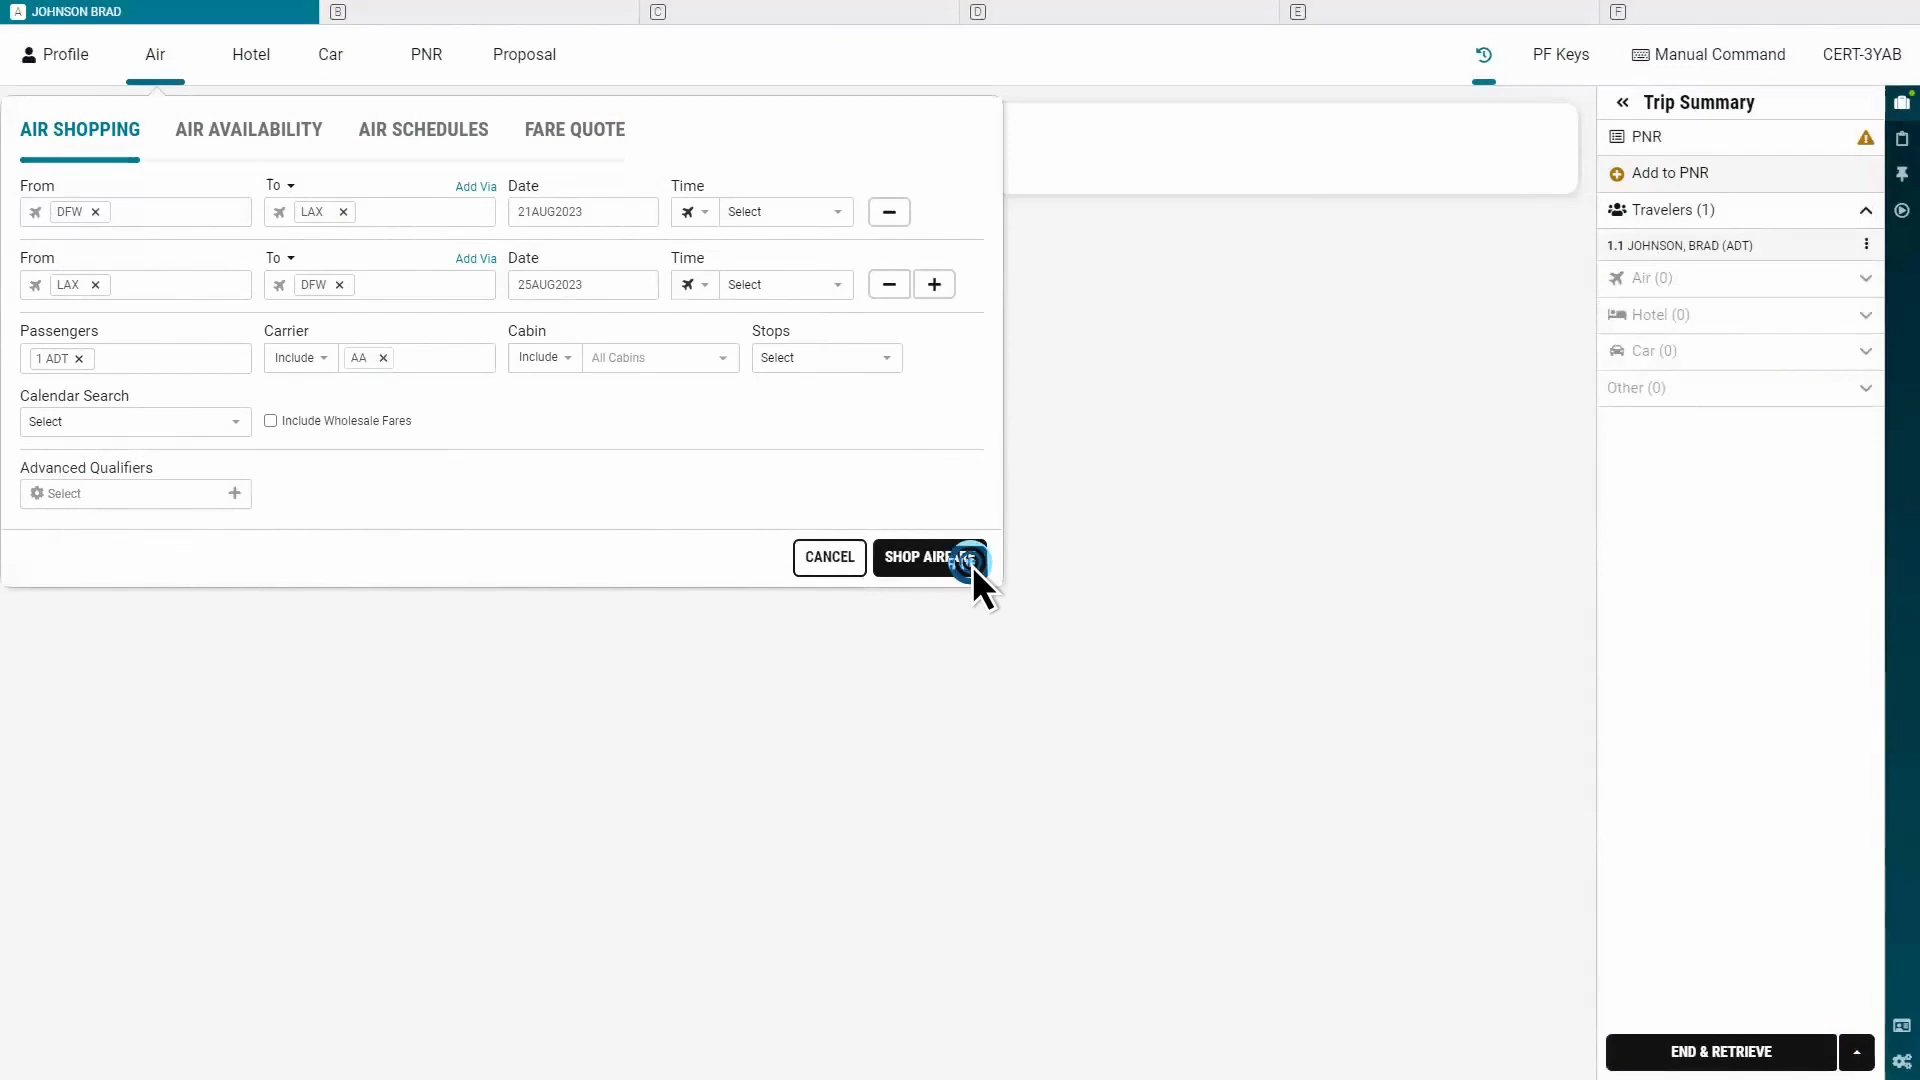 A JOHNSON BRAD B C D E F
Profile Air Hotel Car PNR Proposal PF Keys Manual Command CERT-3YAB
AIR SHOPPING AIR AVAILABILITY AIR SCHEDULES FARE QUOTE
From To Add Via Date Time
DFW LAX 21AUG2023 Select
From To Add Via Date Time
LAX DFW 25AUG2023 Select
Passengers Carrier Cabin Stops
1 ADT Include AA Include All Cabins Select
Calendar Search
Select Include Wholesale Fares
Advanced Qualifiers
Select
CANCEL SHOP
Trip Summary
PNR
Add to PNR
Travelers (1)
1.1 JOHNSON, BRAD (ADT)
Air (0)
Hotel (0)
Car (0)
Other (0)
END & RETRIEVE